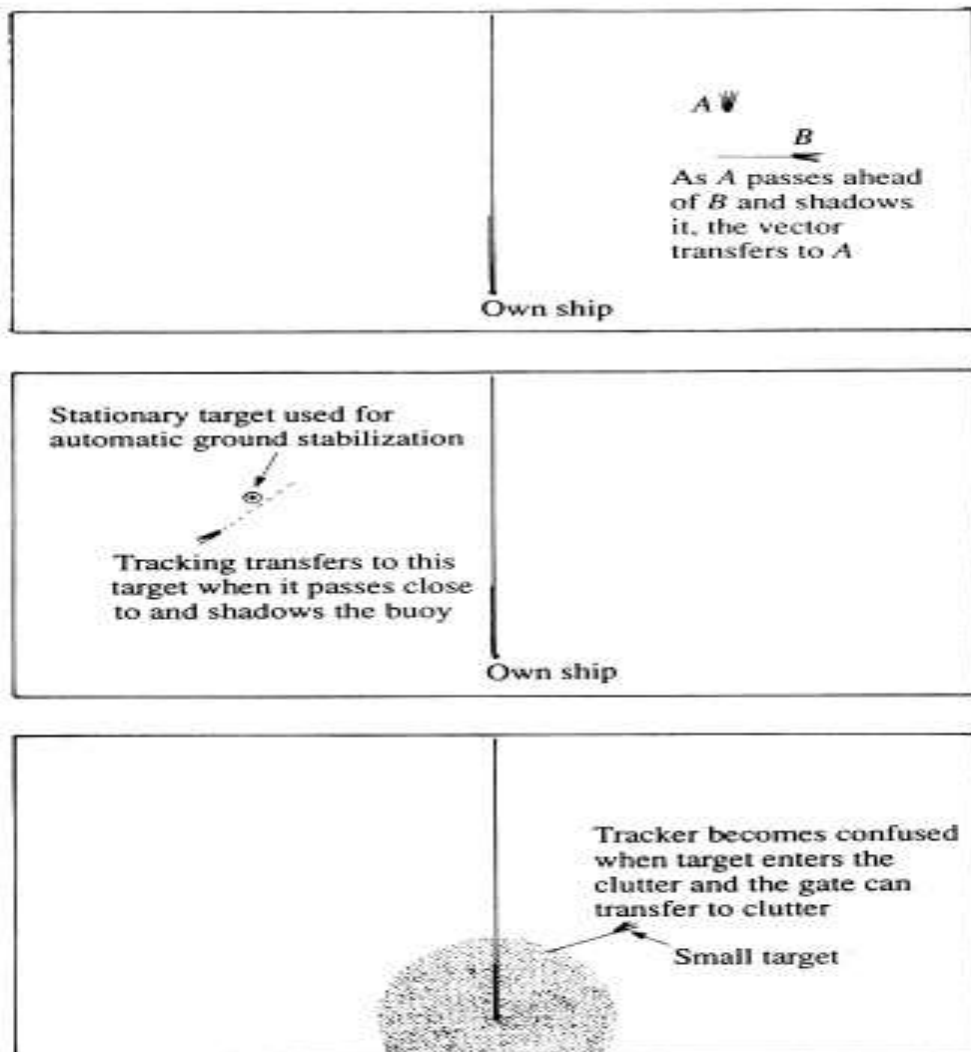 A
B
As A passes ahead
of B and shadows
it, the vector
transfers to A
Own ship
Stationary target used for
automatic ground stabilization
Tracking transfers to this
target when it passes close
to and shadows the buoy
Own ship
Tracker becomes confused
when target enters the
clutter and the gate can
transfer to clutter
Small target